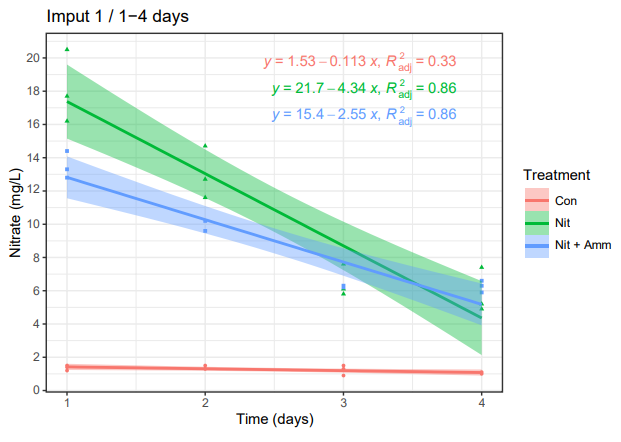 Imput 1 / 1−4 days
y = 1.53 – 0.113 x, R²adj = 0.33
y = 21.7 – 4.34 x, R²adj = 0.86
y = 15.4 – 2.55 x, R²adj = 0.86
20
18
16
14
12
10
8
6
4
2
0
Nitrate (mg/L)
1 2 3 4
Time (days)
Treatment
Con
Nit
Nit + Amm